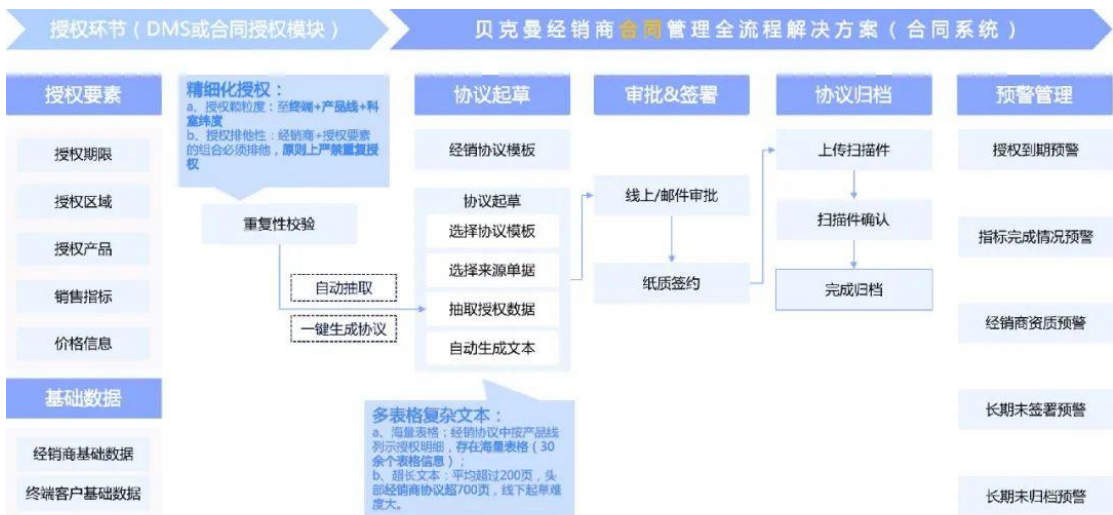 授权环节（DMS或合同授权模块）
贝克曼经销商合同管理全流程解决方案（合同系统）
授权要素
授权期限
授权区域
授权产品
销售指标
价格信息
基础数据
经销商基础数据
终端客户基础数据
精细化授权：
a、授权颗粒度：至终端+产品线+科
室纬度
b、授权排他性：经销商+授权要素
的组合必须排他，原则上严禁重复授
权
重复性校验
自动抽取
一键生成协议
协议起草
经销协议模板
协议起草
选择协议模板
选择来源单据
抽取授权数据
自动生成文本
多表格复杂文本：
a、海量表格：经销协议中按产品线
列示授权明细，存在海量表格（30
余个表格信息）；
b、超长文本：平均超过200页，头
部经销商协议超700页，线下起草难
度大。
审批&签署
线上/邮件审批
纸质签约
协议归档
上传扫描件
扫描件确认
完成归档
预警管理
授权到期预警
指标完成情况预警
经销商资质预警
长期未签署预警
长期未归档预警